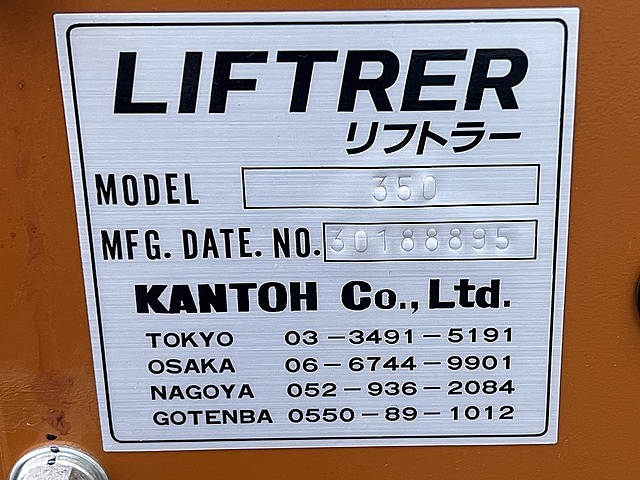 LIFTRER
リフトラー
MODEL 350
MFG. DATE. NO. 30188895
KANTOH Co., Ltd.
TOKYO 03-3491-5191
OSAKA 06-6744-9901
NAGOYA 052-936-2084
GOTENBA 0550-89-1012